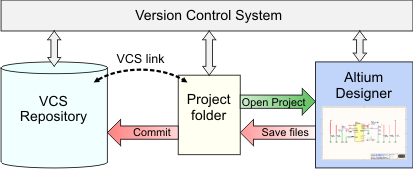 Version Control System
VCS link
VCS
Repository
Project
folder
Altium
Designer
Open Project
Commit
Save files